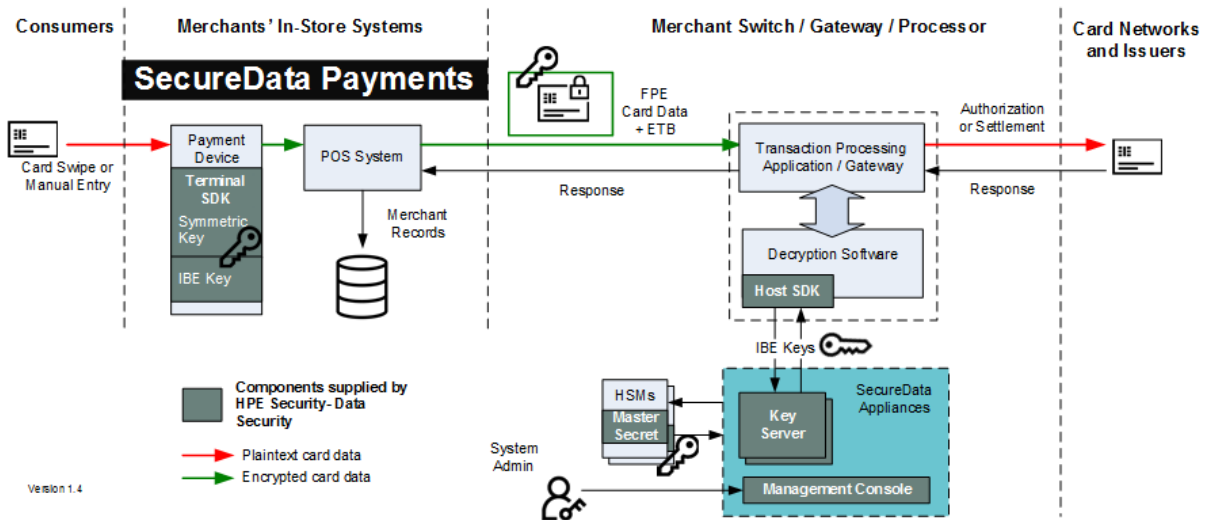 Consumers
Merchants' In-Store Systems
Merchant Switch / Gateway / Processor
Card Networks
and Issuers
SecureData Payments
FPE
Card Data
+ ETB
Authorization
or Settlement
Payment
Device
POS System
Transaction Processing
Application / Gateway
Card Swipe or
Manual Entry
Terminal
SDK
Symmetric
Key
IBE Key
Response
Response
Merchant
Records
Decryption Software
Host SDK
IBE Keys
Components supplied by
HPE Security- Data
Security
HSMs
Master
Secret
Key
Server
SecureData
Appliances
Plaintext card data
Encrypted card data
System
Admin
Management Console
Version 1.4